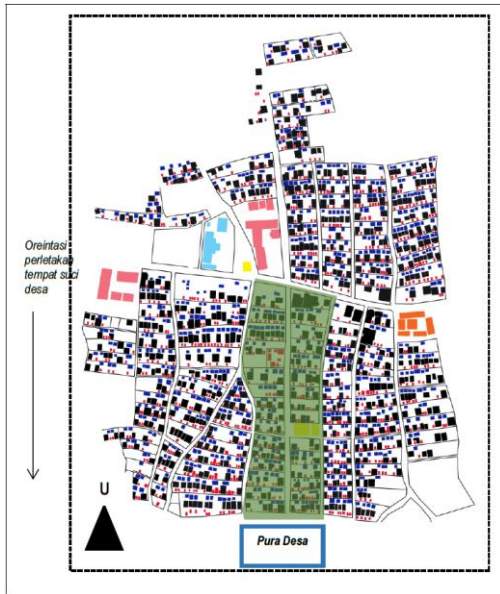 Oreintasi
perletakan
tempat suci
desa
U
Pura Desa